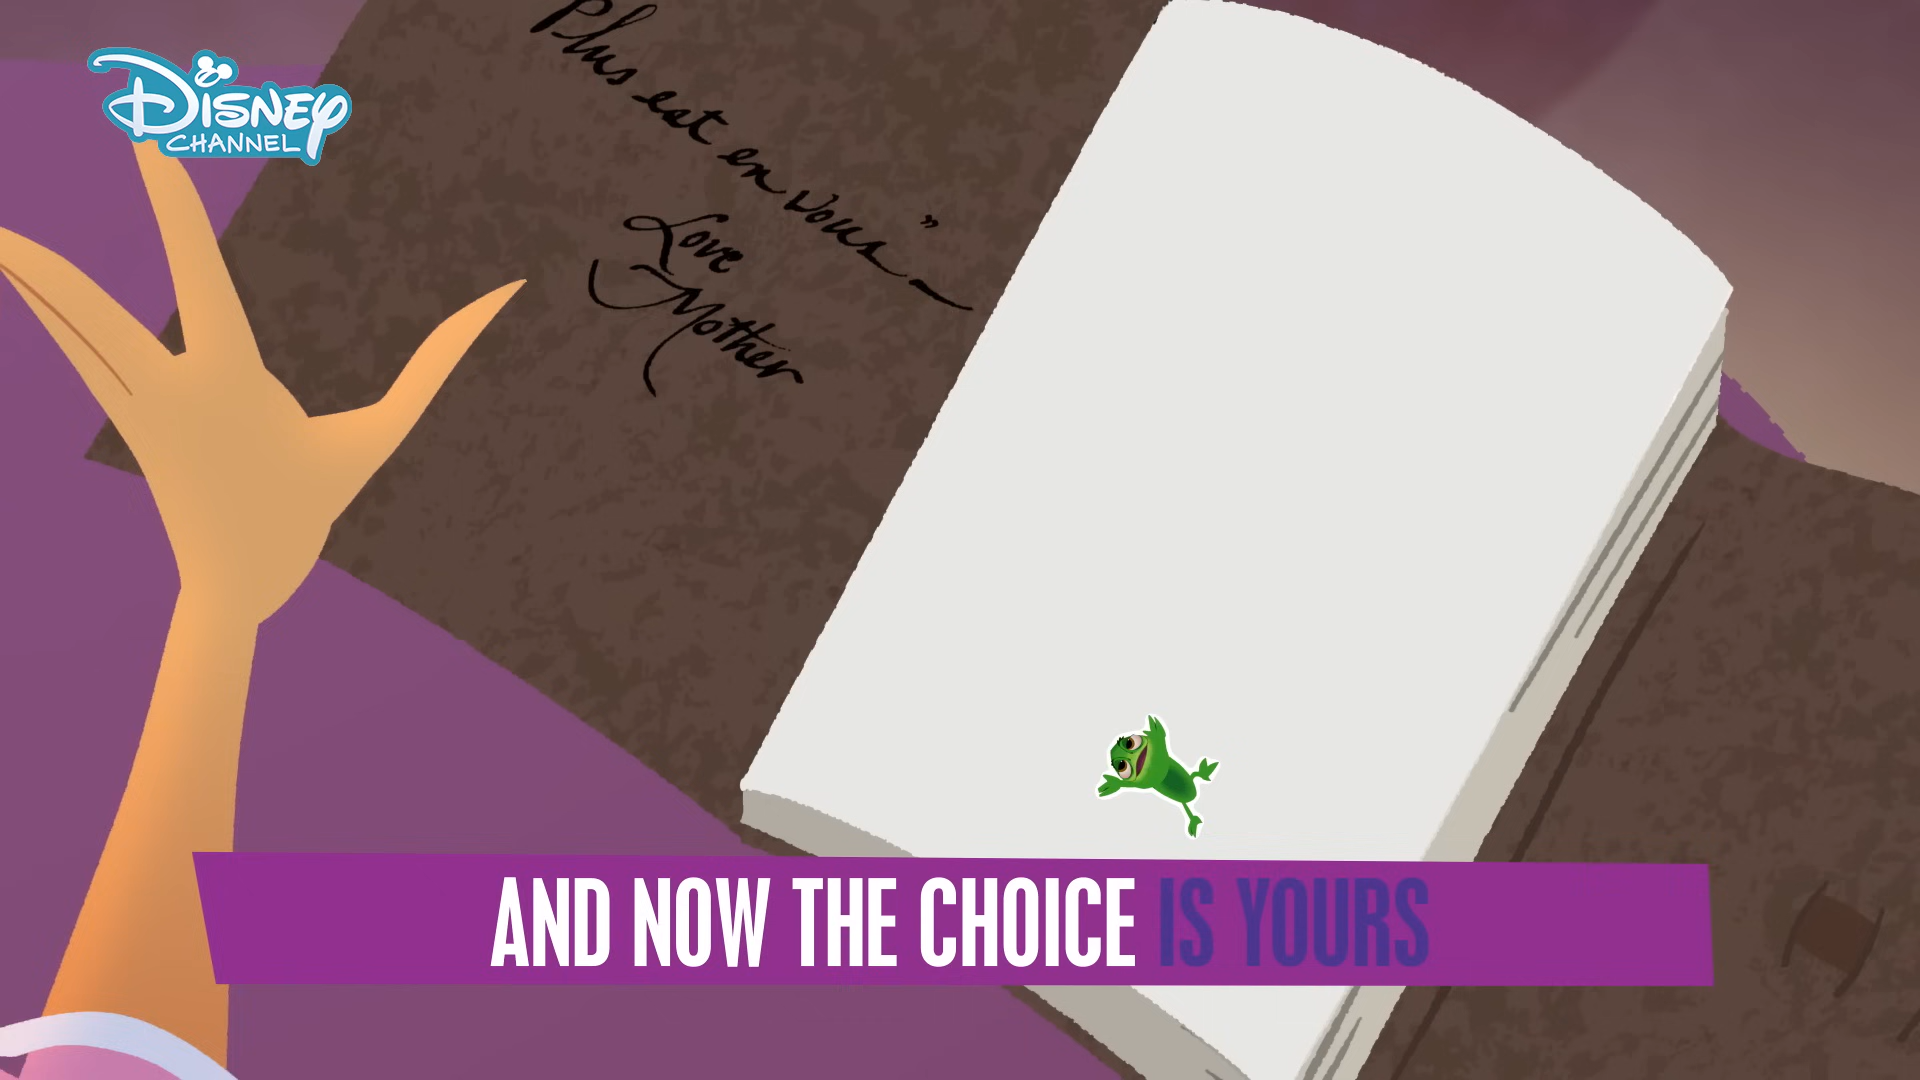 DISNEY
CHANNEL
Plus est en vous"
Love
Mother
AND NOW THE CHOICE IS YOURS